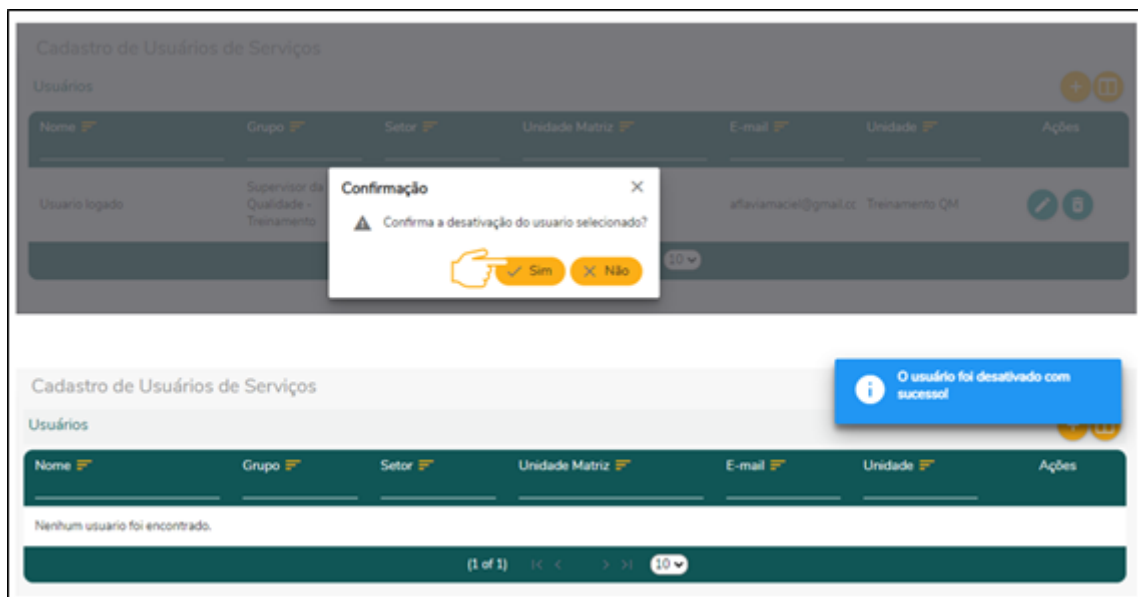 Cadastro de Usuários de Serviços
Usuários
Nome Grupo Setor Unidade Matriz E-mail Unidade Ações
Usuario logado
Supervisor da
Qualidade -
Treinamento
aflaviamaciel@gmail.cc Treinamento QM
Confirmação
Confirma a desativação do usuario selecionado?
Sim Não
10
Cadastro de Usuários de Serviços
O usuário foi desativado com
sucesso!
Usuários
Nome Grupo Setor Unidade Matriz E-mail Unidade Ações
Nenhum usuario foi encontrado.
(1 of 1) 10